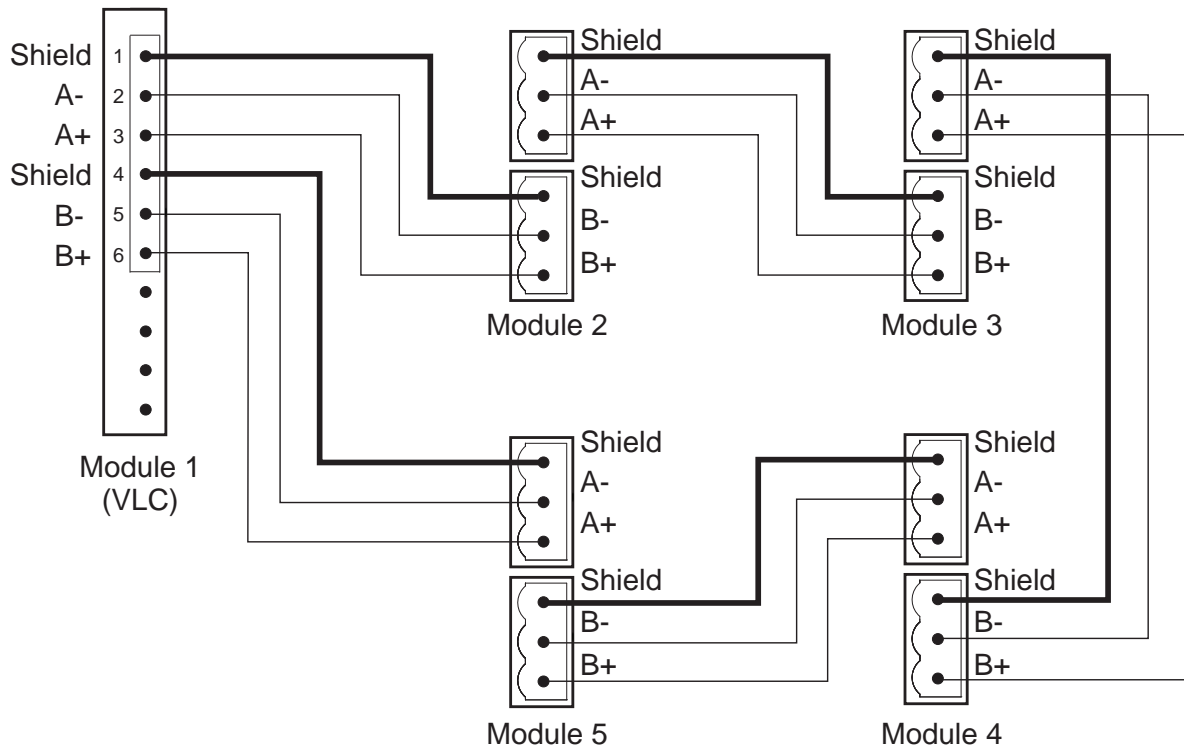 Shield 1
A- 2
A+ 3
Shield 4
B- 5
B+ 6
Module 1
(VLC)
Shield
A-
A+
Shield
B-
B+
Module 2
Shield
A-
A+
Shield
B-
B+
Module 3
Shield
A-
A+
Shield
B-
B+
Module 5
Shield
A-
A+
Shield
B-
B+
Module 4